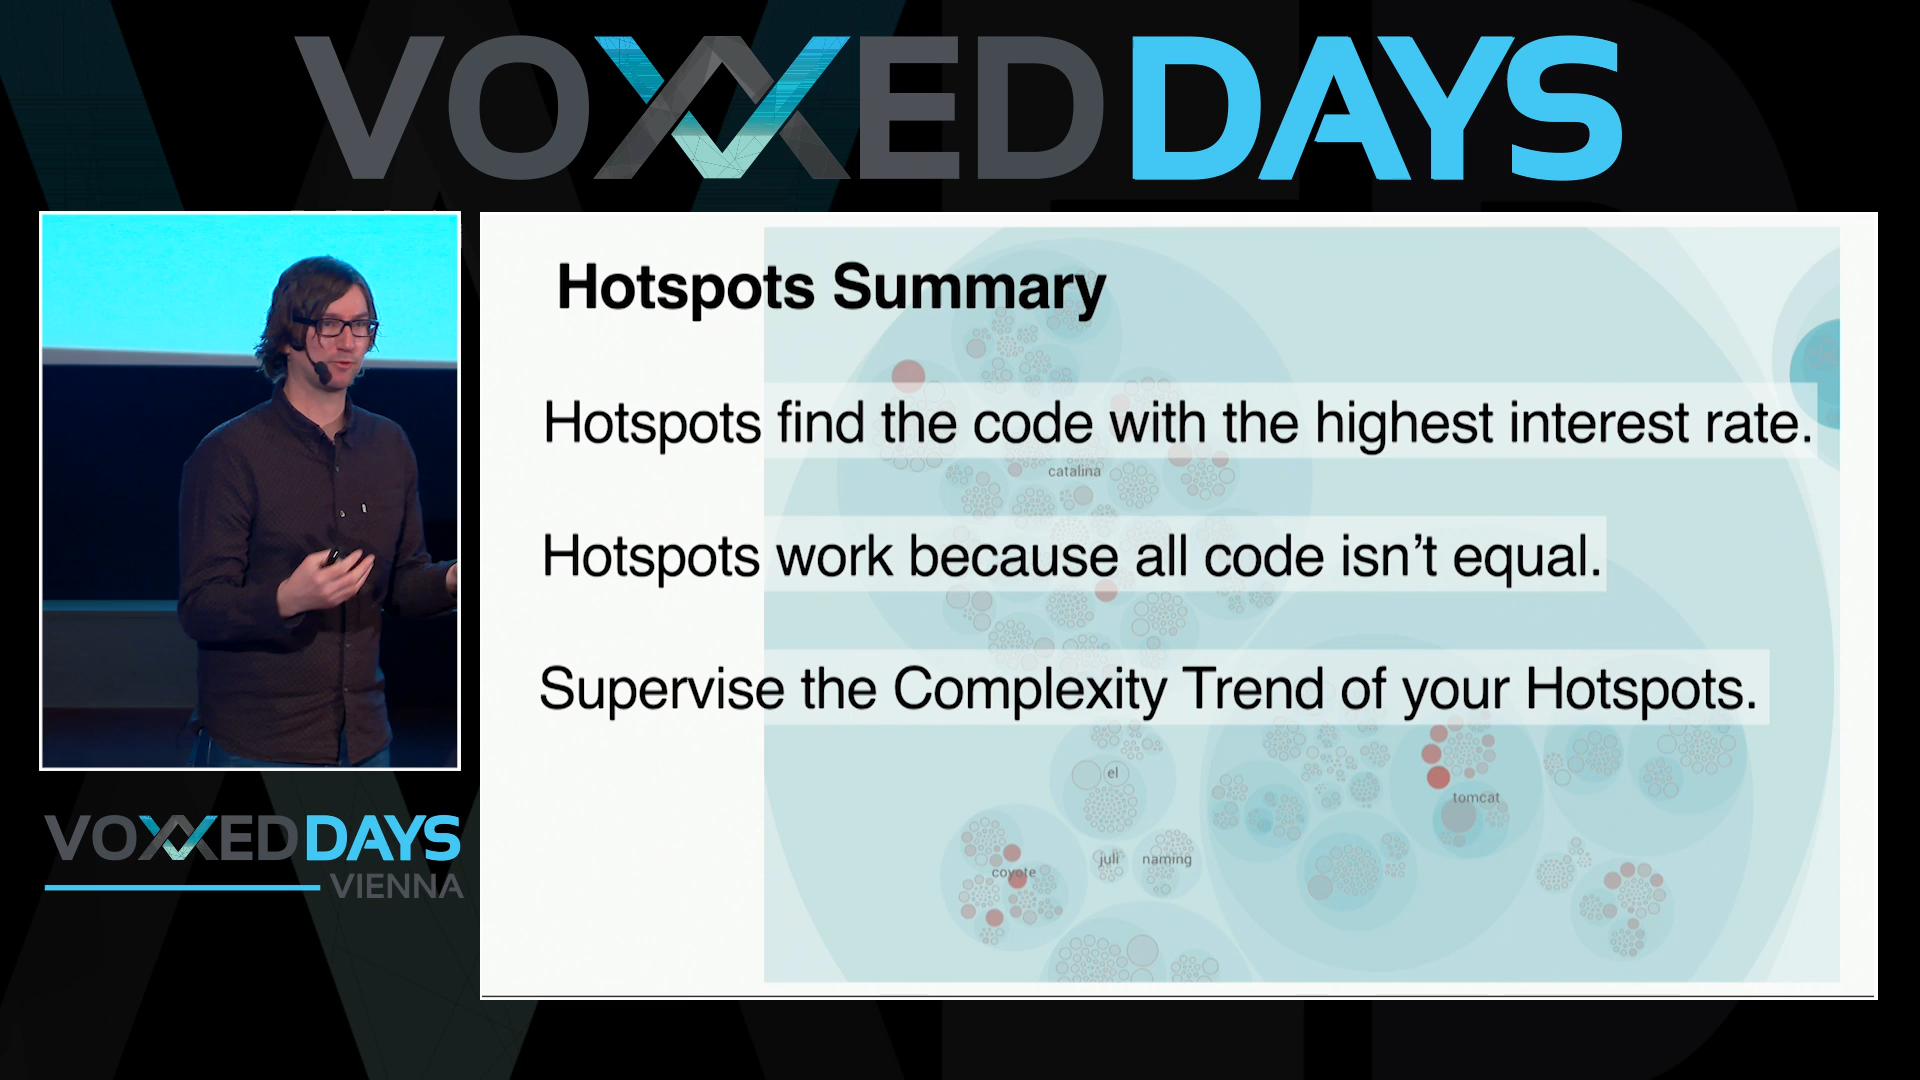 VOXXED DAYS
Hotspots Summary
Hotspots find the code with the highest interest rate.
catalina
Hotspots work because all code isn’t equal.
Supervise the Complexity Trend of your Hotspots.
el
tomcat
juli
naming
coyote
VOXXED DAYS
VIENNA